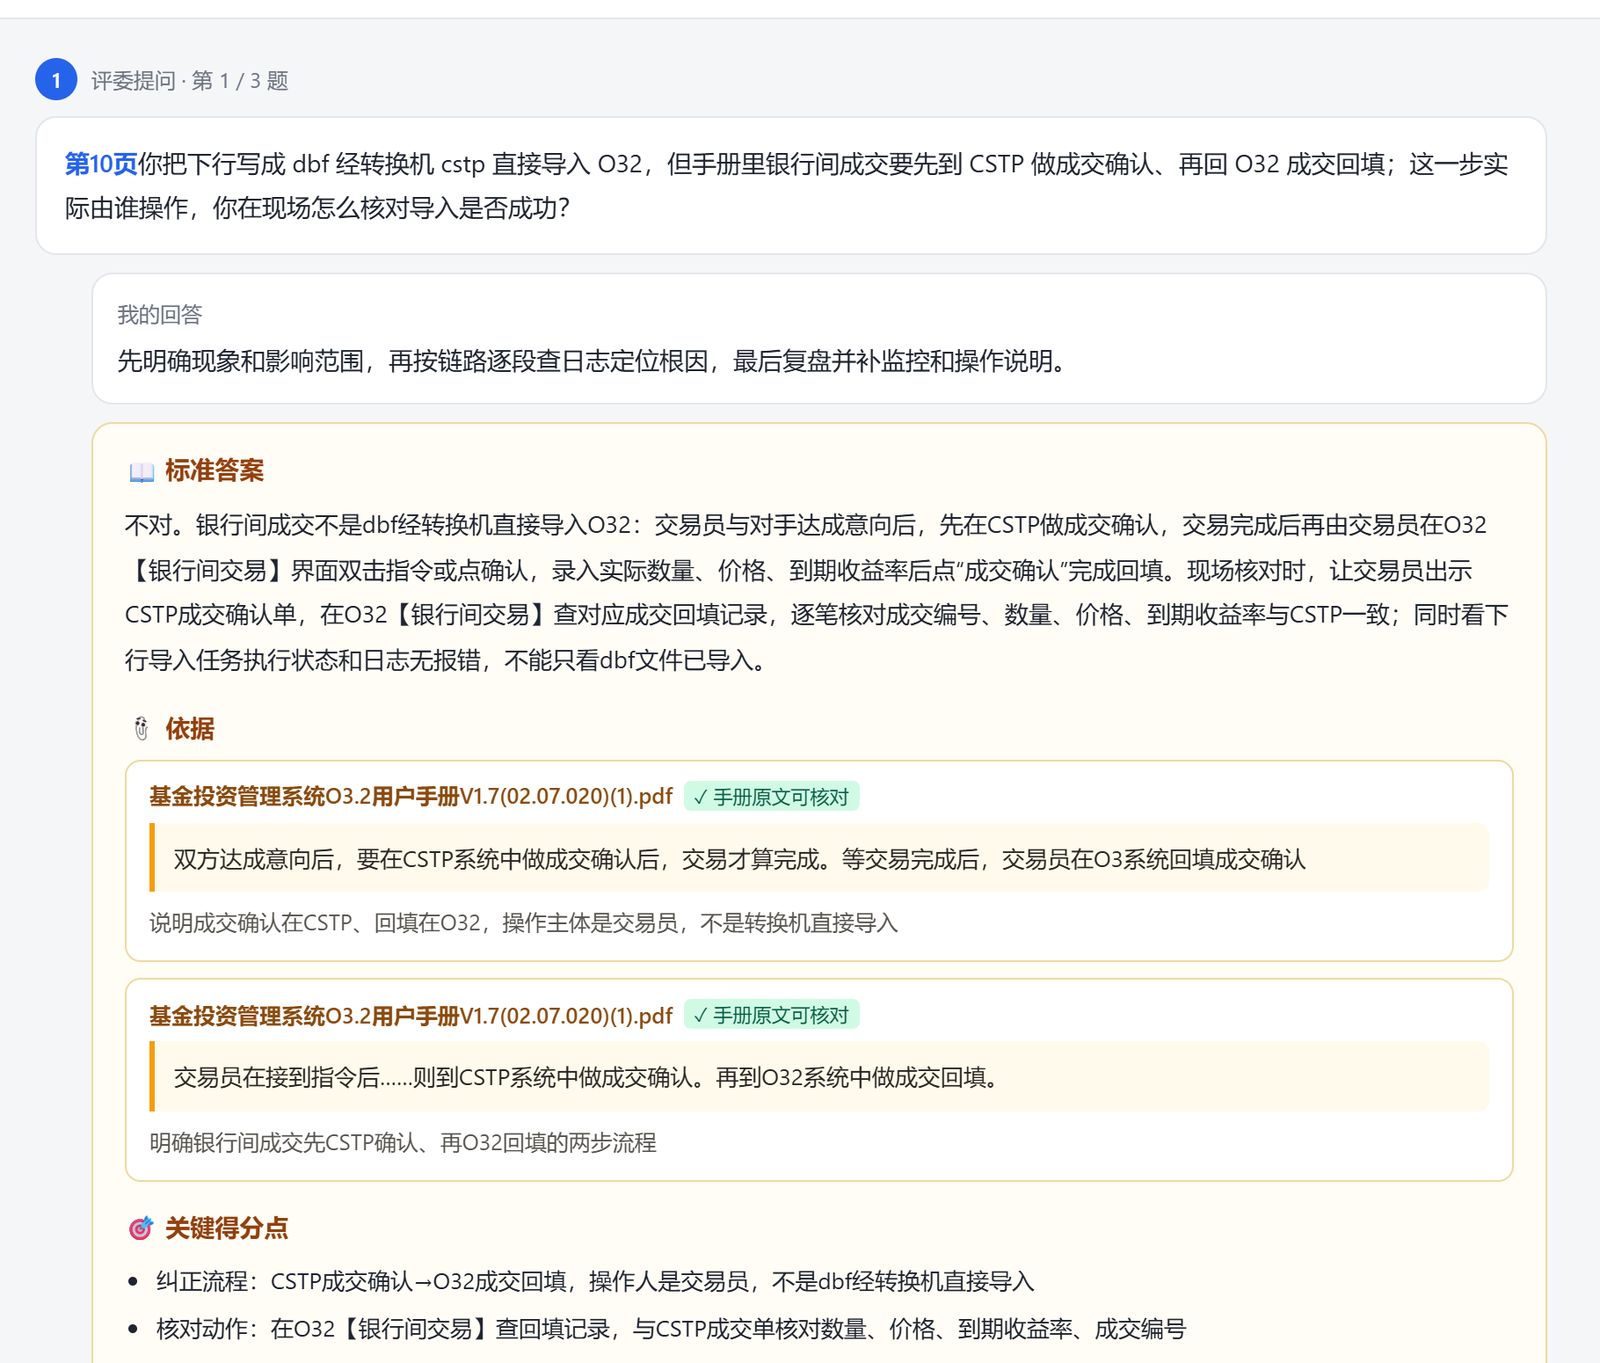 1 评委提问 · 第 1 / 3 题
第10页你把下行写成 dbf 经转换机 cstp 直接导入 O32，但手册里银行间成交要先到 CSTP 做成交确认、再回 O32 成交回填；这一步实
际由谁操作，你在现场怎么核对导入是否成功？
我的回答
先明确现象和影响范围，再按链路逐段查日志定位根因，最后复盘并补监控和操作说明。
标准答案
不对。银行间成交不是dbf经转换机直接导入O32：交易员与对手达成意向后，先在CSTP做成交确认，交易完成后再由交易员在O32
【银行间交易】界面双击指令或点确认，录入实际数量、价格、到期收益率后点“成交确认”完成回填。现场核对时，让交易员出示
CSTP成交确认单，在O32【银行间交易】查对应成交回填记录，逐笔核对成交编号、数量、价格、到期收益率与CSTP一致；同时看下
行导入任务执行状态和日志无报错，不能只看dbf文件已导入。
依据
基金投资管理系统O3.2用户手册V1.7(02.07.020)(1).pdf ✓ 手册原文可核对
双方达成意向后，要在CSTP系统中做成交确认后，交易才算完成。等交易完成后，交易员在O3系统回填成交确认
说明成交确认在CSTP、回填在O32，操作主体是交易员，不是转换机直接导入
基金投资管理系统O3.2用户手册V1.7(02.07.020)(1).pdf ✓ 手册原文可核对
交易员在接到指令后……则到CSTP系统中做成交确认。再到O32系统中做成交回填。
明确银行间成交先CSTP确认、再O32回填的两步流程
关键得分点
• 纠正流程：CSTP成交确认→O32成交回填，操作人是交易员，不是dbf经转换机直接导入
• 核对动作：在O32【银行间交易】查回填记录，与CSTP成交单核对数量、价格、到期收益率、成交编号